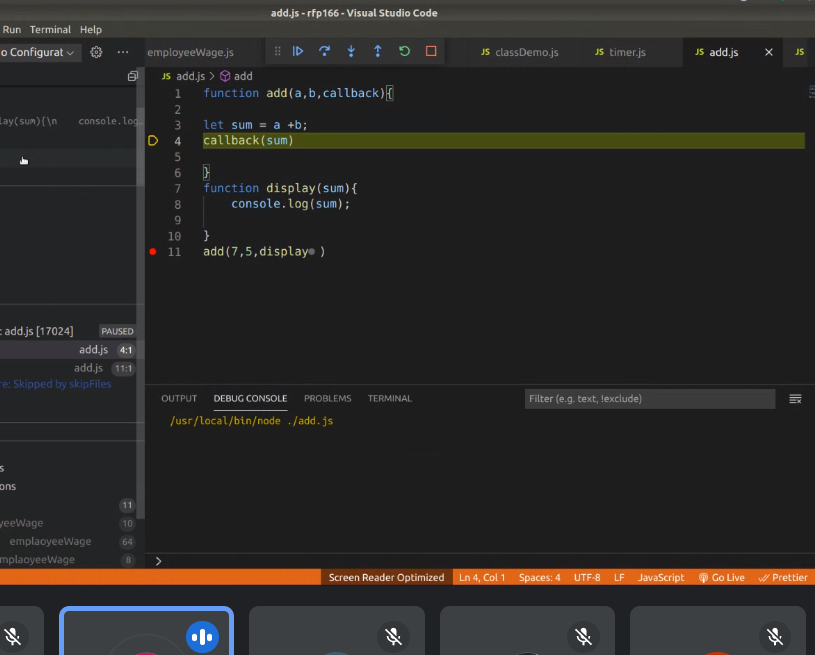 add.js - rfp166 - Visual Studio Code
Run Terminal Help
o Configurat
employeeWage.js
JS classDemo.js
JS timer.js
JS add.js
JS
JS add.js > add
lay(sum){\n console.log…
1 function add(a,b,callback){
2
3 let sum = a +b;
4 callback(sum)
5
6 }
7 function display(sum){
8 console.log(sum);
9
10 }
11 add(7,5,display )
: add.js [17024] PAUSED
add.js 4:1
add.js 11:1
re: Skipped by skipFiles
OUTPUT DEBUG CONSOLE PROBLEMS TERMINAL
Filter (e.g. text, !exclude)
/usr/local/bin/node ./add.js
s
ons
11
yeeWage 10
emplaoyeeWage 64
mplaoyeeWage 8
>
Screen Reader Optimized Ln 4, Col 1 Spaces: 4 UTF-8 LF JavaScript Go Live Prettier